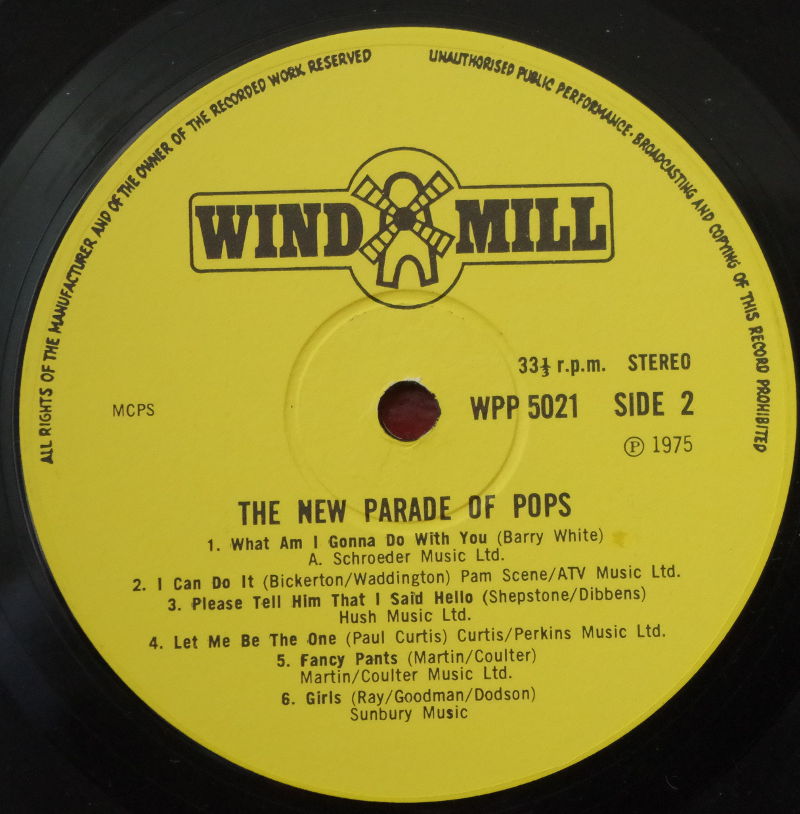 ALL RIGHTS OF THE MANUFACTURER AND OF THE OWNER OF THE RECORDED WORK RESERVED
UNAUTHORISED PUBLIC PERFORMANCE · BROADCASTING AND COPYING OF THIS RECORD PROHIBITED
WIND MILL
33⅓ r.p.m. STEREO
MCPS
WPP 5021 SIDE 2
℗ 1975
THE NEW PARADE OF POPS
1. What Am I Gonna Do With You (Barry White)
A. Schroeder Music Ltd.
2. I Can Do It (Bickerton/Waddington) Pam Scene/ATV Music Ltd.
3. Please Tell Him That I Said Hello (Shepstone/Dibbens)
Hush Music Ltd.
4. Let Me Be The One (Paul Curtis) Curtis/Perkins Music Ltd.
5. Fancy Pants (Martin/Coulter)
Martin/Coulter Music Ltd.
6. Girls (Ray/Goodman/Dodson)
Sunbury Music